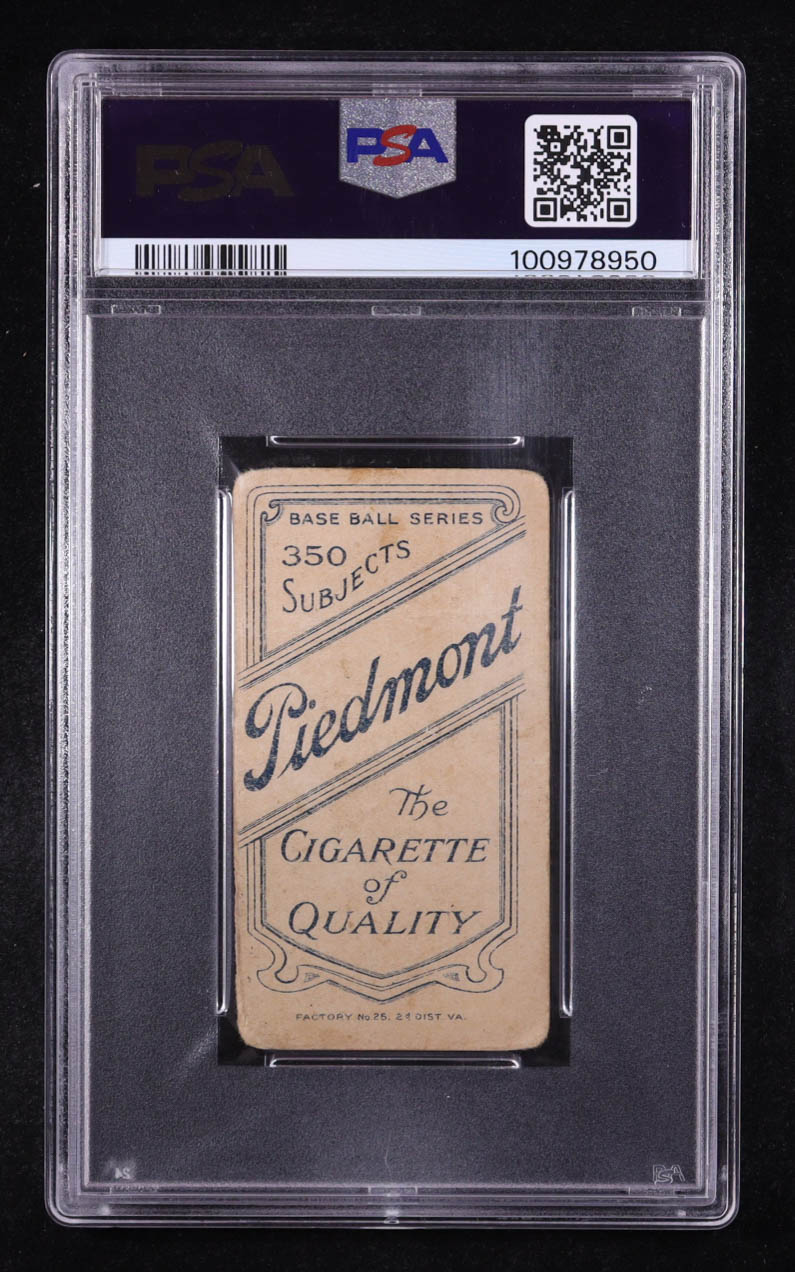 PSA
PSA
100978950
BASE BALL SERIES
350
SUBJECTS
Piedmont
The
CIGARETTE
of
QUALITY
FACTORY No. 25, 2d DIST. VA.
PSA